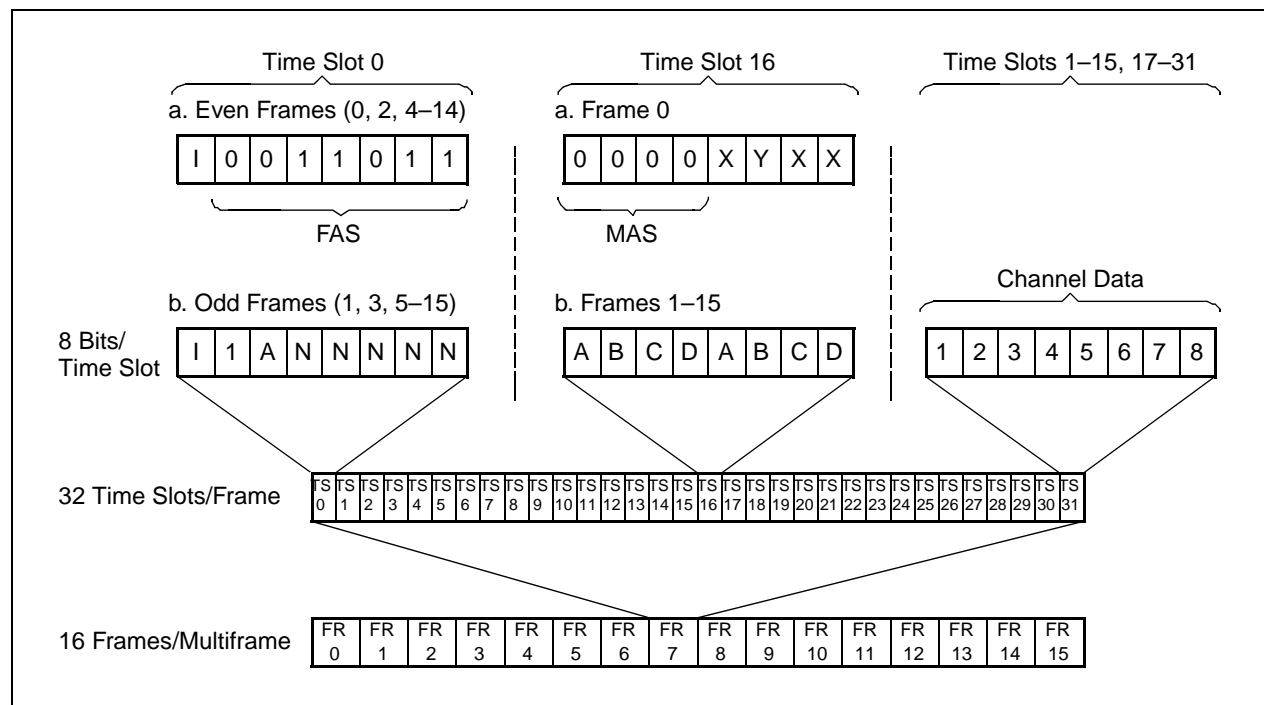 Time Slot 0 Time Slot 16 Time Slots 1–15, 17–31
a. Even Frames (0, 2, 4–14) a. Frame 0
I 0 0 1 1 0 1 1 0 0 0 0 X Y X X
FAS MAS
Channel Data
b. Odd Frames (1, 3, 5–15) b. Frames 1–15
8 Bits/
Time Slot
I 1 A N N N N N A B C D A B C D 1 2 3 4 5 6 7 8
32 Time Slots/Frame
TS TS TS TS TS TS TS TS TS TS TS TS TS TS TS TS TS TS TS TS TS TS TS TS TS TS TS TS TS TS TS TS
0 1 2 3 4 5 6 7 8 9 10 11 12 13 14 15 16 17 18 19 20 21 22 23 24 25 26 27 28 29 30 31
16 Frames/Multiframe
FR FR FR FR FR FR FR FR FR FR FR FR FR FR FR FR
0 1 2 3 4 5 6 7 8 9 10 11 12 13 14 15